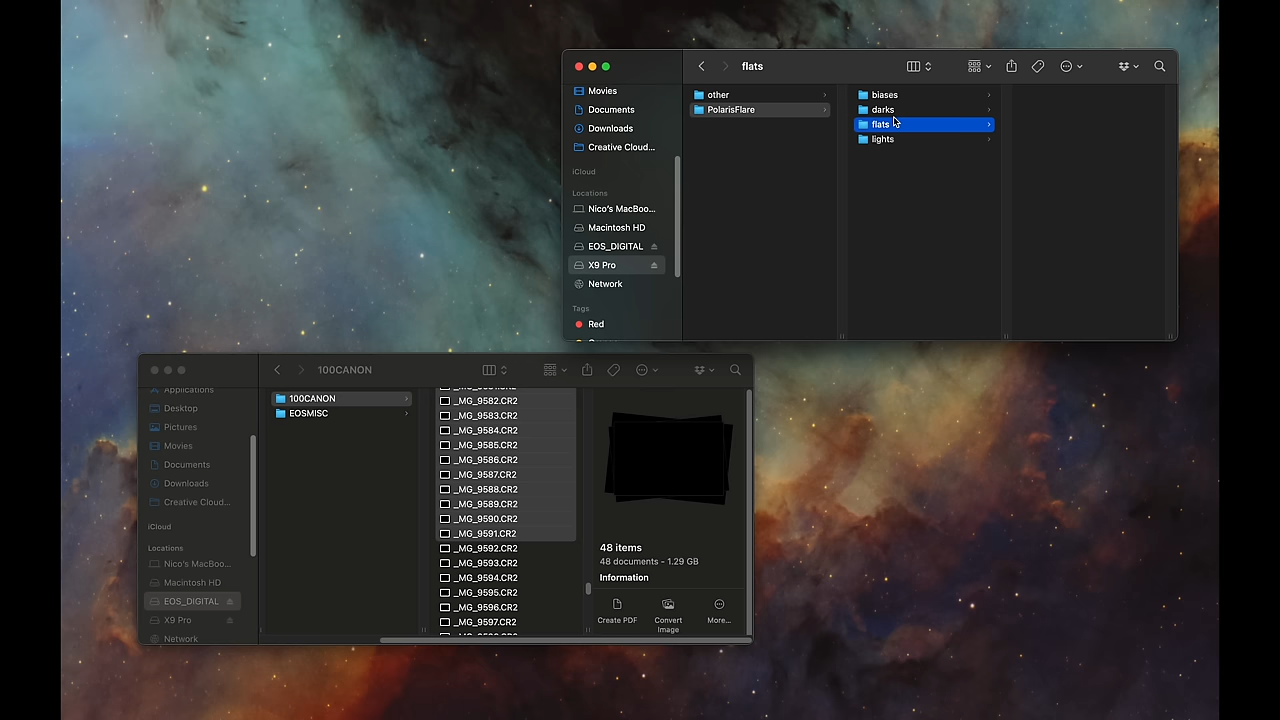 flats
Movies
Documents
Downloads
Creative Cloud...
iCloud
Locations
Nico's MacBoo...
Macintosh HD
EOS_DIGITAL
X9 Pro
Network
Tags
Red
other
PolarisFlare
biases
darks
flats
lights
100CANON
Applications
Desktop
Pictures
Movies
Documents
Downloads
Creative Cloud...
iCloud
Locations
Nico's MacBoo...
Macintosh HD
EOS_DIGITAL
X9 Pro
Network
100CANON
EOSMISC
_MG_9582.CR2
_MG_9583.CR2
_MG_9584.CR2
_MG_9585.CR2
_MG_9586.CR2
_MG_9587.CR2
_MG_9588.CR2
_MG_9589.CR2
_MG_9590.CR2
_MG_9591.CR2
_MG_9592.CR2
_MG_9593.CR2
_MG_9594.CR2
_MG_9595.CR2
_MG_9596.CR2
_MG_9597.CR2
48 items
48 documents - 1.29 GB
Information
Create PDF
Convert
Image
More...